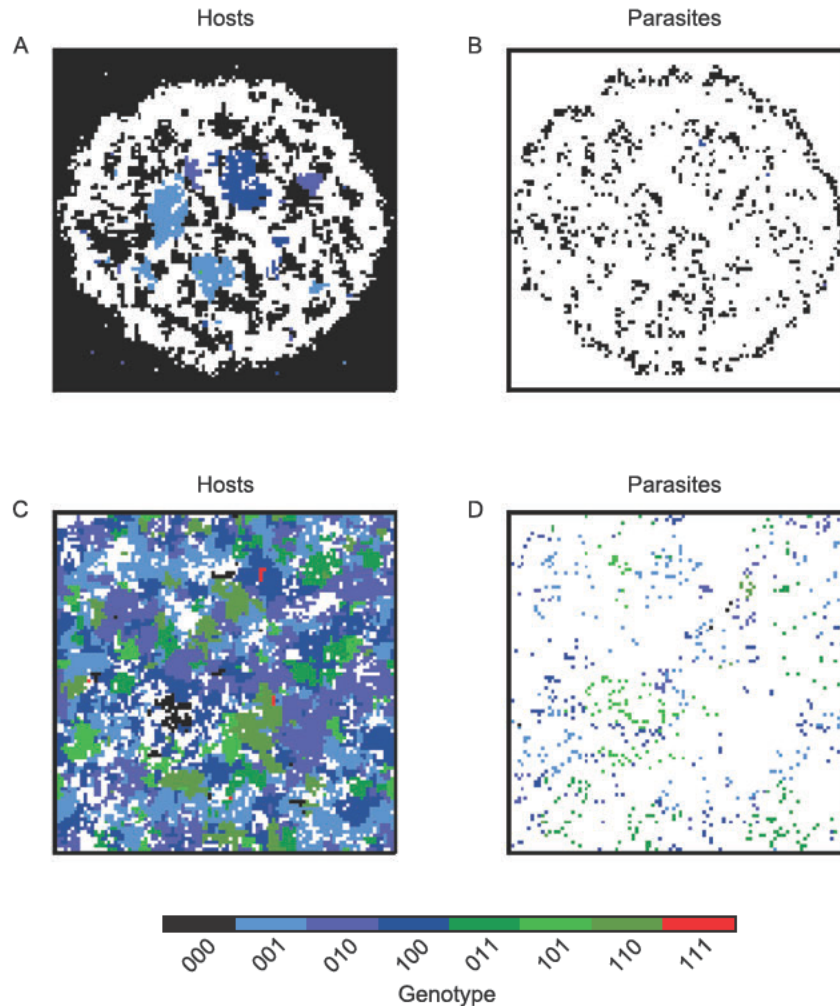 Hosts
Parasites
A
B
Hosts
Parasites
C
D
000
001
010
100
011
101
110
111
Genotype